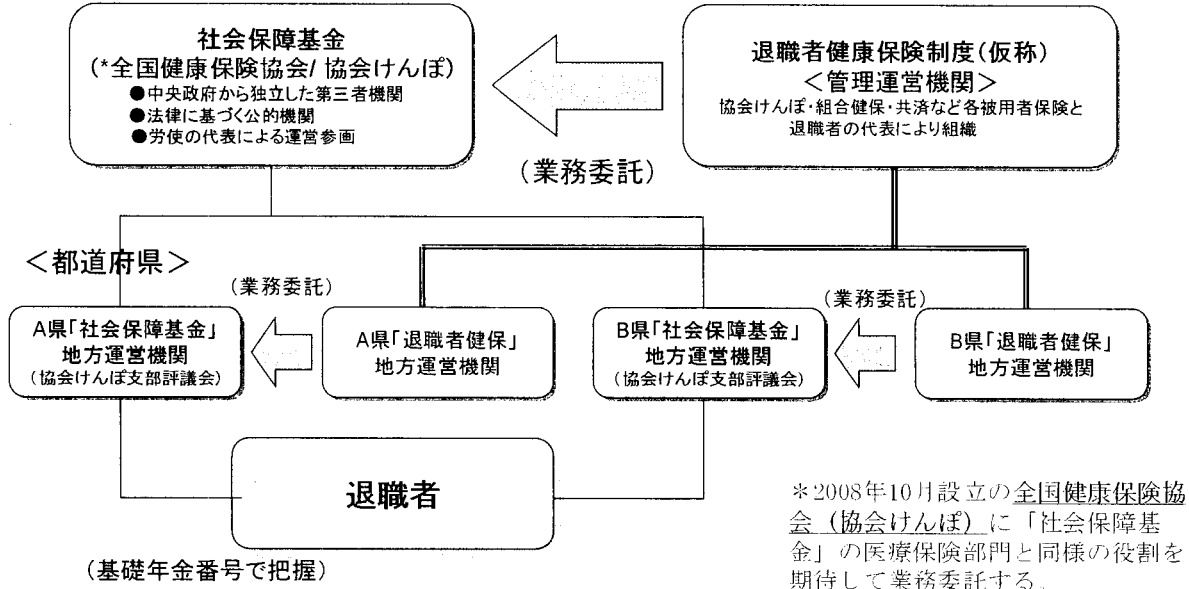 社会保障基金
(*全国健康保険協会/ 協会けんぽ)
●中央政府から独立した第三者機関
●法律に基づく公的機関
●労使の代表による運営参画
退職者健康保険制度(仮称)
＜管理運営機関＞
協会けんぽ・組合健保・共済など各被用者保険と
退職者の代表により組織
(業務委託)
＜都道府県＞
(業務委託)
(業務委託)
A県「社会保障基金」
地方運営機関
(協会けんぽ支部評議会)
A県「退職者健保」
地方運営機関
B県「社会保障基金」
地方運営機関
(協会けんぽ支部評議会)
B県「退職者健保」
地方運営機関
退職者
(基礎年金番号で把握)
＊2008年10月設立の全国健康保険協
会（協会けんぽ）に「社会保障基
金」の医療保険部門と同様の役割を
期待して業務委託する。